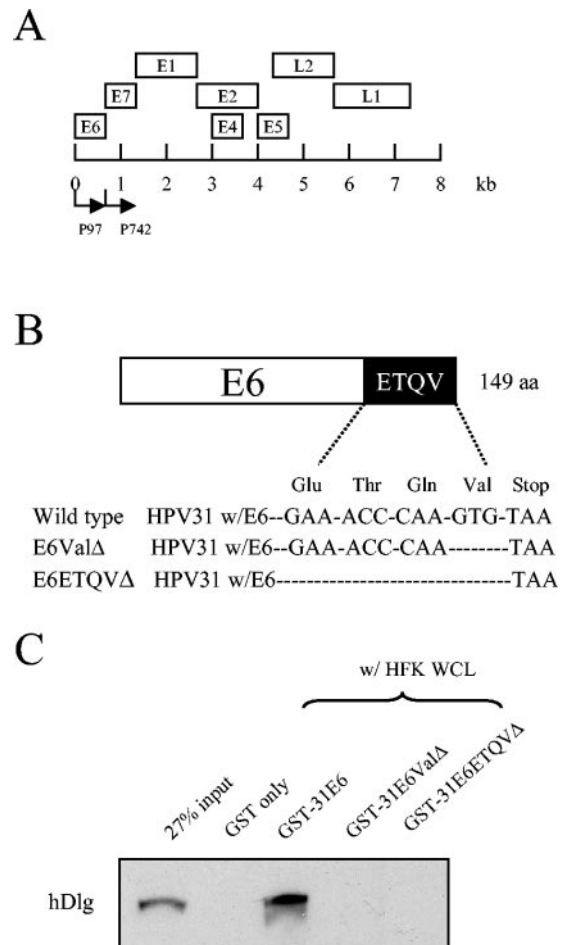 A
E1 L2
E7 E2 L1
E6 E4 E5
0 1 2 3 4 5 6 7 8 kb
P97 P742
B
E6 ETQV 149 aa
Glu Thr Gln Val Stop
Wild type HPV31 w/E6--GAA-ACC-CAA-GTG-TAA
E6ValΔ HPV31 w/E6--GAA-ACC-CAA--------TAA
E6ETQVΔ HPV31 w/E6-------------------------------TAA
C
w/ HFK WCL
27% input GST only GST-31E6 GST-31E6ValΔ GST-31E6ETQVΔ
hDlg